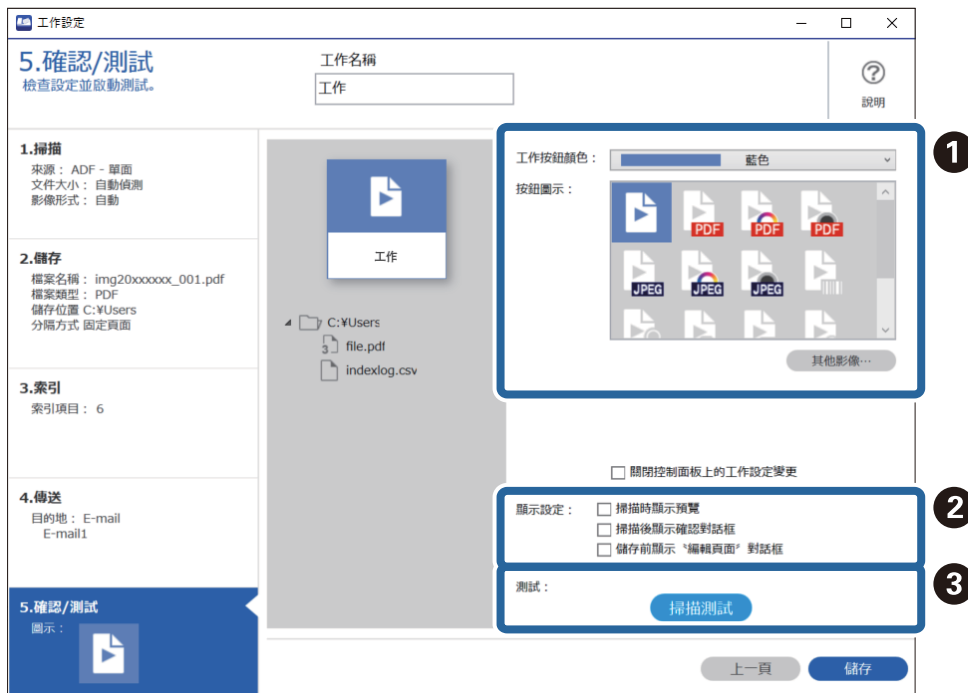 工作設定
5.確認/測試
檢查設定並啟動測試。
工作名稱
工作
說明
1.掃描
來源： ADF - 單面
文件大小： 自動偵測
影像形式： 自動
2.儲存
檔案名稱： img20xxxxxx_001.pdf
檔案類型： PDF
儲存位置 C:¥Users
分隔方式 固定頁面
3.索引
索引項目： 6
4.傳送
目的地： E-mail
E-mail1
5.確認/測試
圖示：
工作
C:¥Users
3 file.pdf
indexlog.csv
1
工作按鈕顏色： 藍色
按鈕圖示：
PDF PDF PDF
JPEG JPEG JPEG
其他影像…
關閉控制面板上的工作設定變更
2
顯示設定： 掃描時顯示預覽
掃描後顯示確認對話框
儲存前顯示〝編輯頁面〞對話框
3
測試：
掃描測試
上一頁 儲存